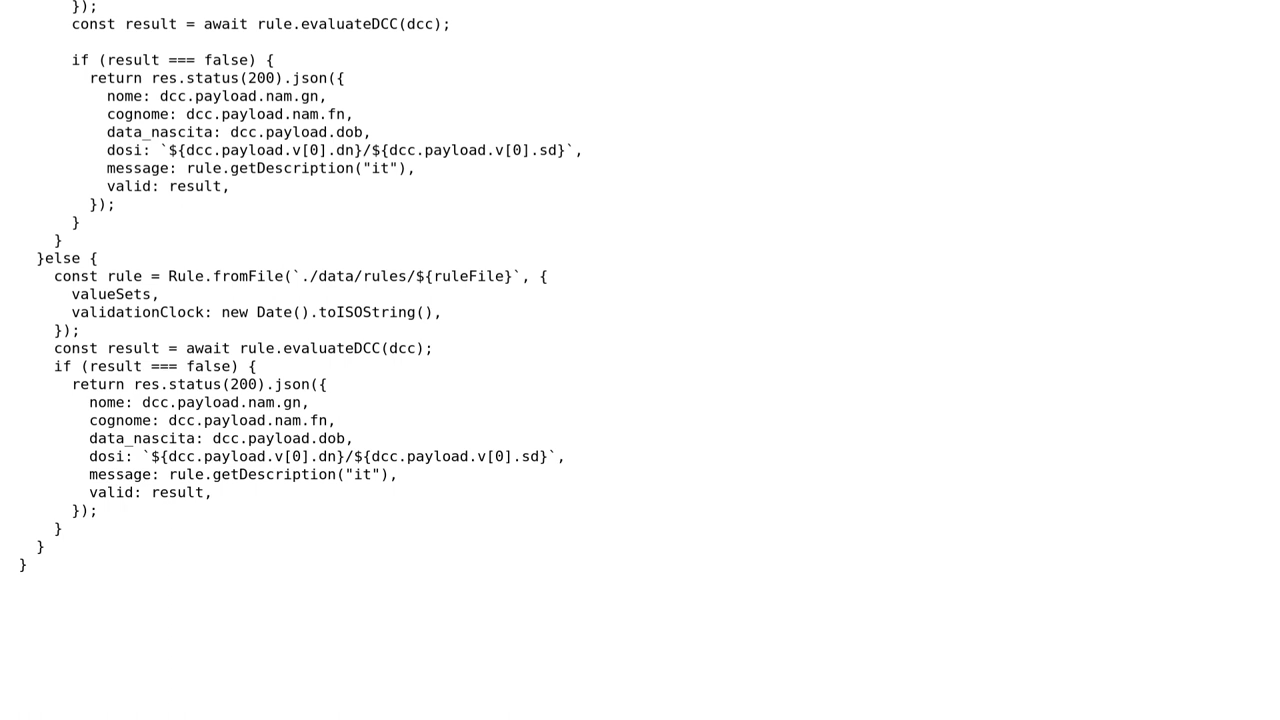 });
      const result = await rule.evaluateDCC(dcc);

      if (result === false) {
        return res.status(200).json({
          nome: dcc.payload.nam.gn,
          cognome: dcc.payload.nam.fn,
          data_nascita: dcc.payload.dob,
          dosi: `${dcc.payload.v[0].dn}/${dcc.payload.v[0].sd}`,
          message: rule.getDescription("it"),
          valid: result,
        });
      }
    }
  }else {
    const rule = Rule.fromFile(`./data/rules/${ruleFile}`, {
      valueSets,
      validationClock: new Date().toISOString(),
    });
    const result = await rule.evaluateDCC(dcc);
    if (result === false) {
      return res.status(200).json({
        nome: dcc.payload.nam.gn,
        cognome: dcc.payload.nam.fn,
        data_nascita: dcc.payload.dob,
        dosi: `${dcc.payload.v[0].dn}/${dcc.payload.v[0].sd}`,
        message: rule.getDescription("it"),
        valid: result,
      });
    }
  }
}